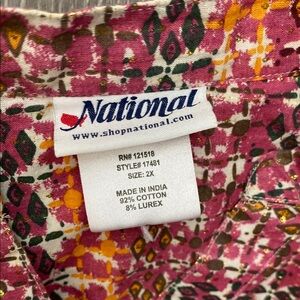 National
www.shopnational.com
RN# 121518
STYLE# 17481
SIZE: 2X
MADE IN INDIA
92% COTTON
8% LUREX